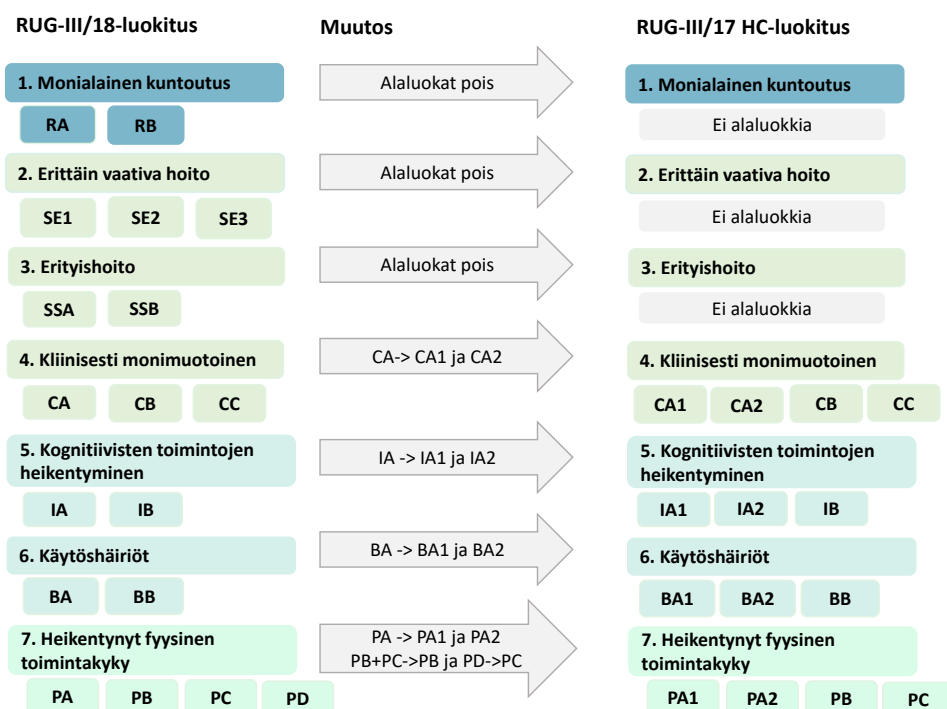 RUG-III/18-luokitus
Muutos
RUG-III/17 HC-luokitus
1. Monialainen kuntoutus
Alaluokat pois
1. Monialainen kuntoutus
RA
RB
Ei alaluokkia
2. Erittäin vaativa hoito
Alaluokat pois
2. Erittäin vaativa hoito
SE1
SE2
SE3
Ei alaluokkia
3. Erityishoito
Alaluokat pois
3. Erityishoito
SSA
SSB
Ei alaluokkia
4. Kliinisesti monimuotoinen
CA-> CA1 ja CA2
4. Kliinisesti monimuotoinen
CA
CB
CC
CA1
CA2
CB
CC
5. Kognitiivisten toimintojen
heikentyminen
IA -> IA1 ja IA2
5. Kognitiivisten toimintojen
heikentyminen
IA
IB
IA1
IA2
IB
6. Käytöshäiriöt
BA -> BA1 ja BA2
6. Käytöshäiriöt
BA
BB
BA1
BA2
BB
7. Heikentynyt fyysinen
toimintakyky
PA -> PA1 ja PA2
PB+PC->PB ja PD->PC
7. Heikentynyt fyysinen
toimintakyky
PA
PB
PC
PD
PA1
PA2
PB
PC